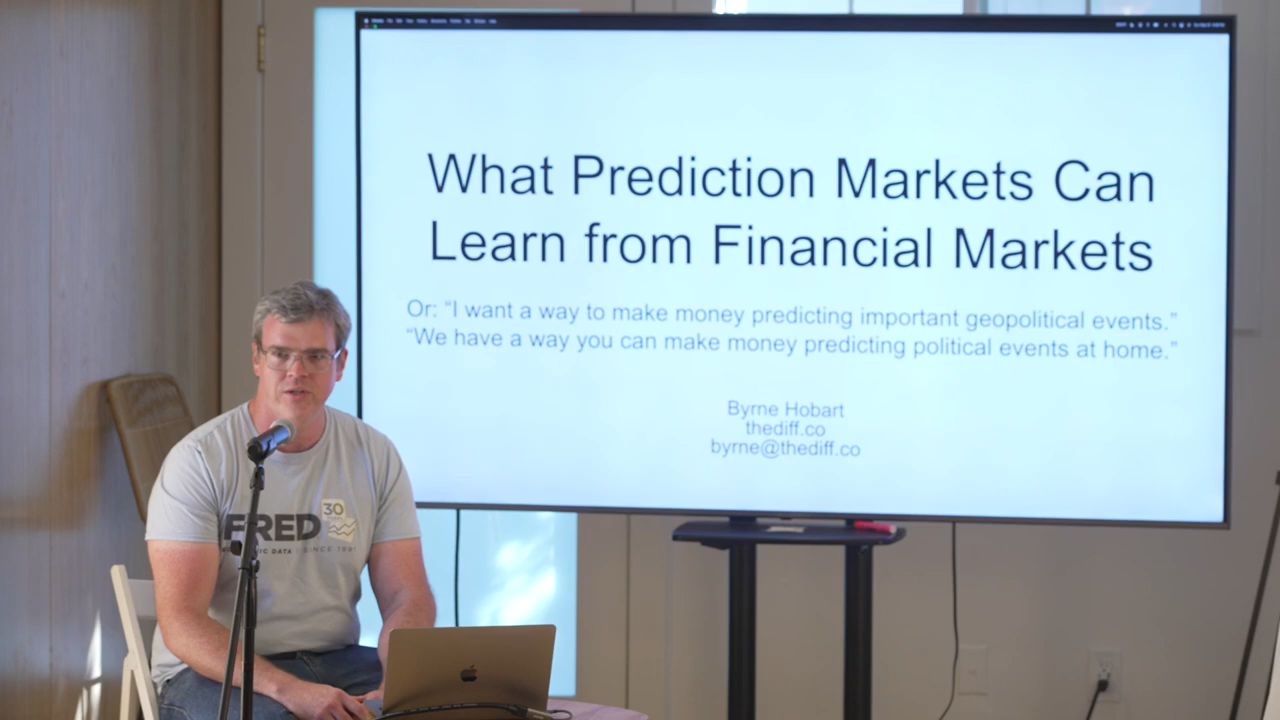 What Prediction Markets Can
Learn from Financial Markets
Or: “I want a way to make money predicting important geopolitical events.”
“We have a way you can make money predicting political events at home.”
Byrne Hobart
thediff.co
byrne@thediff.co
FRED
30
DATA | SINCE